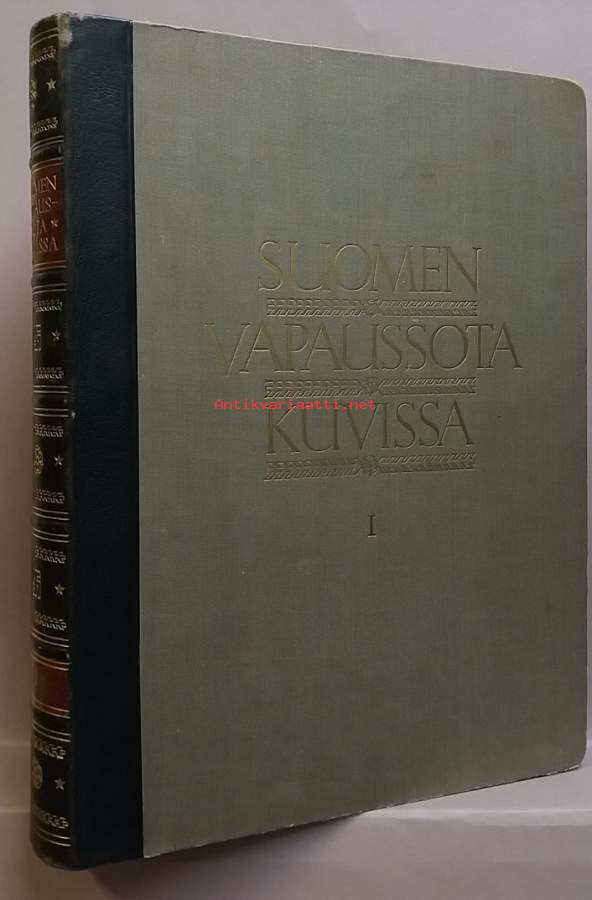 SUOMEN
VAPAUSSOTA
KUVISSA
I
Antikvariaatti.net